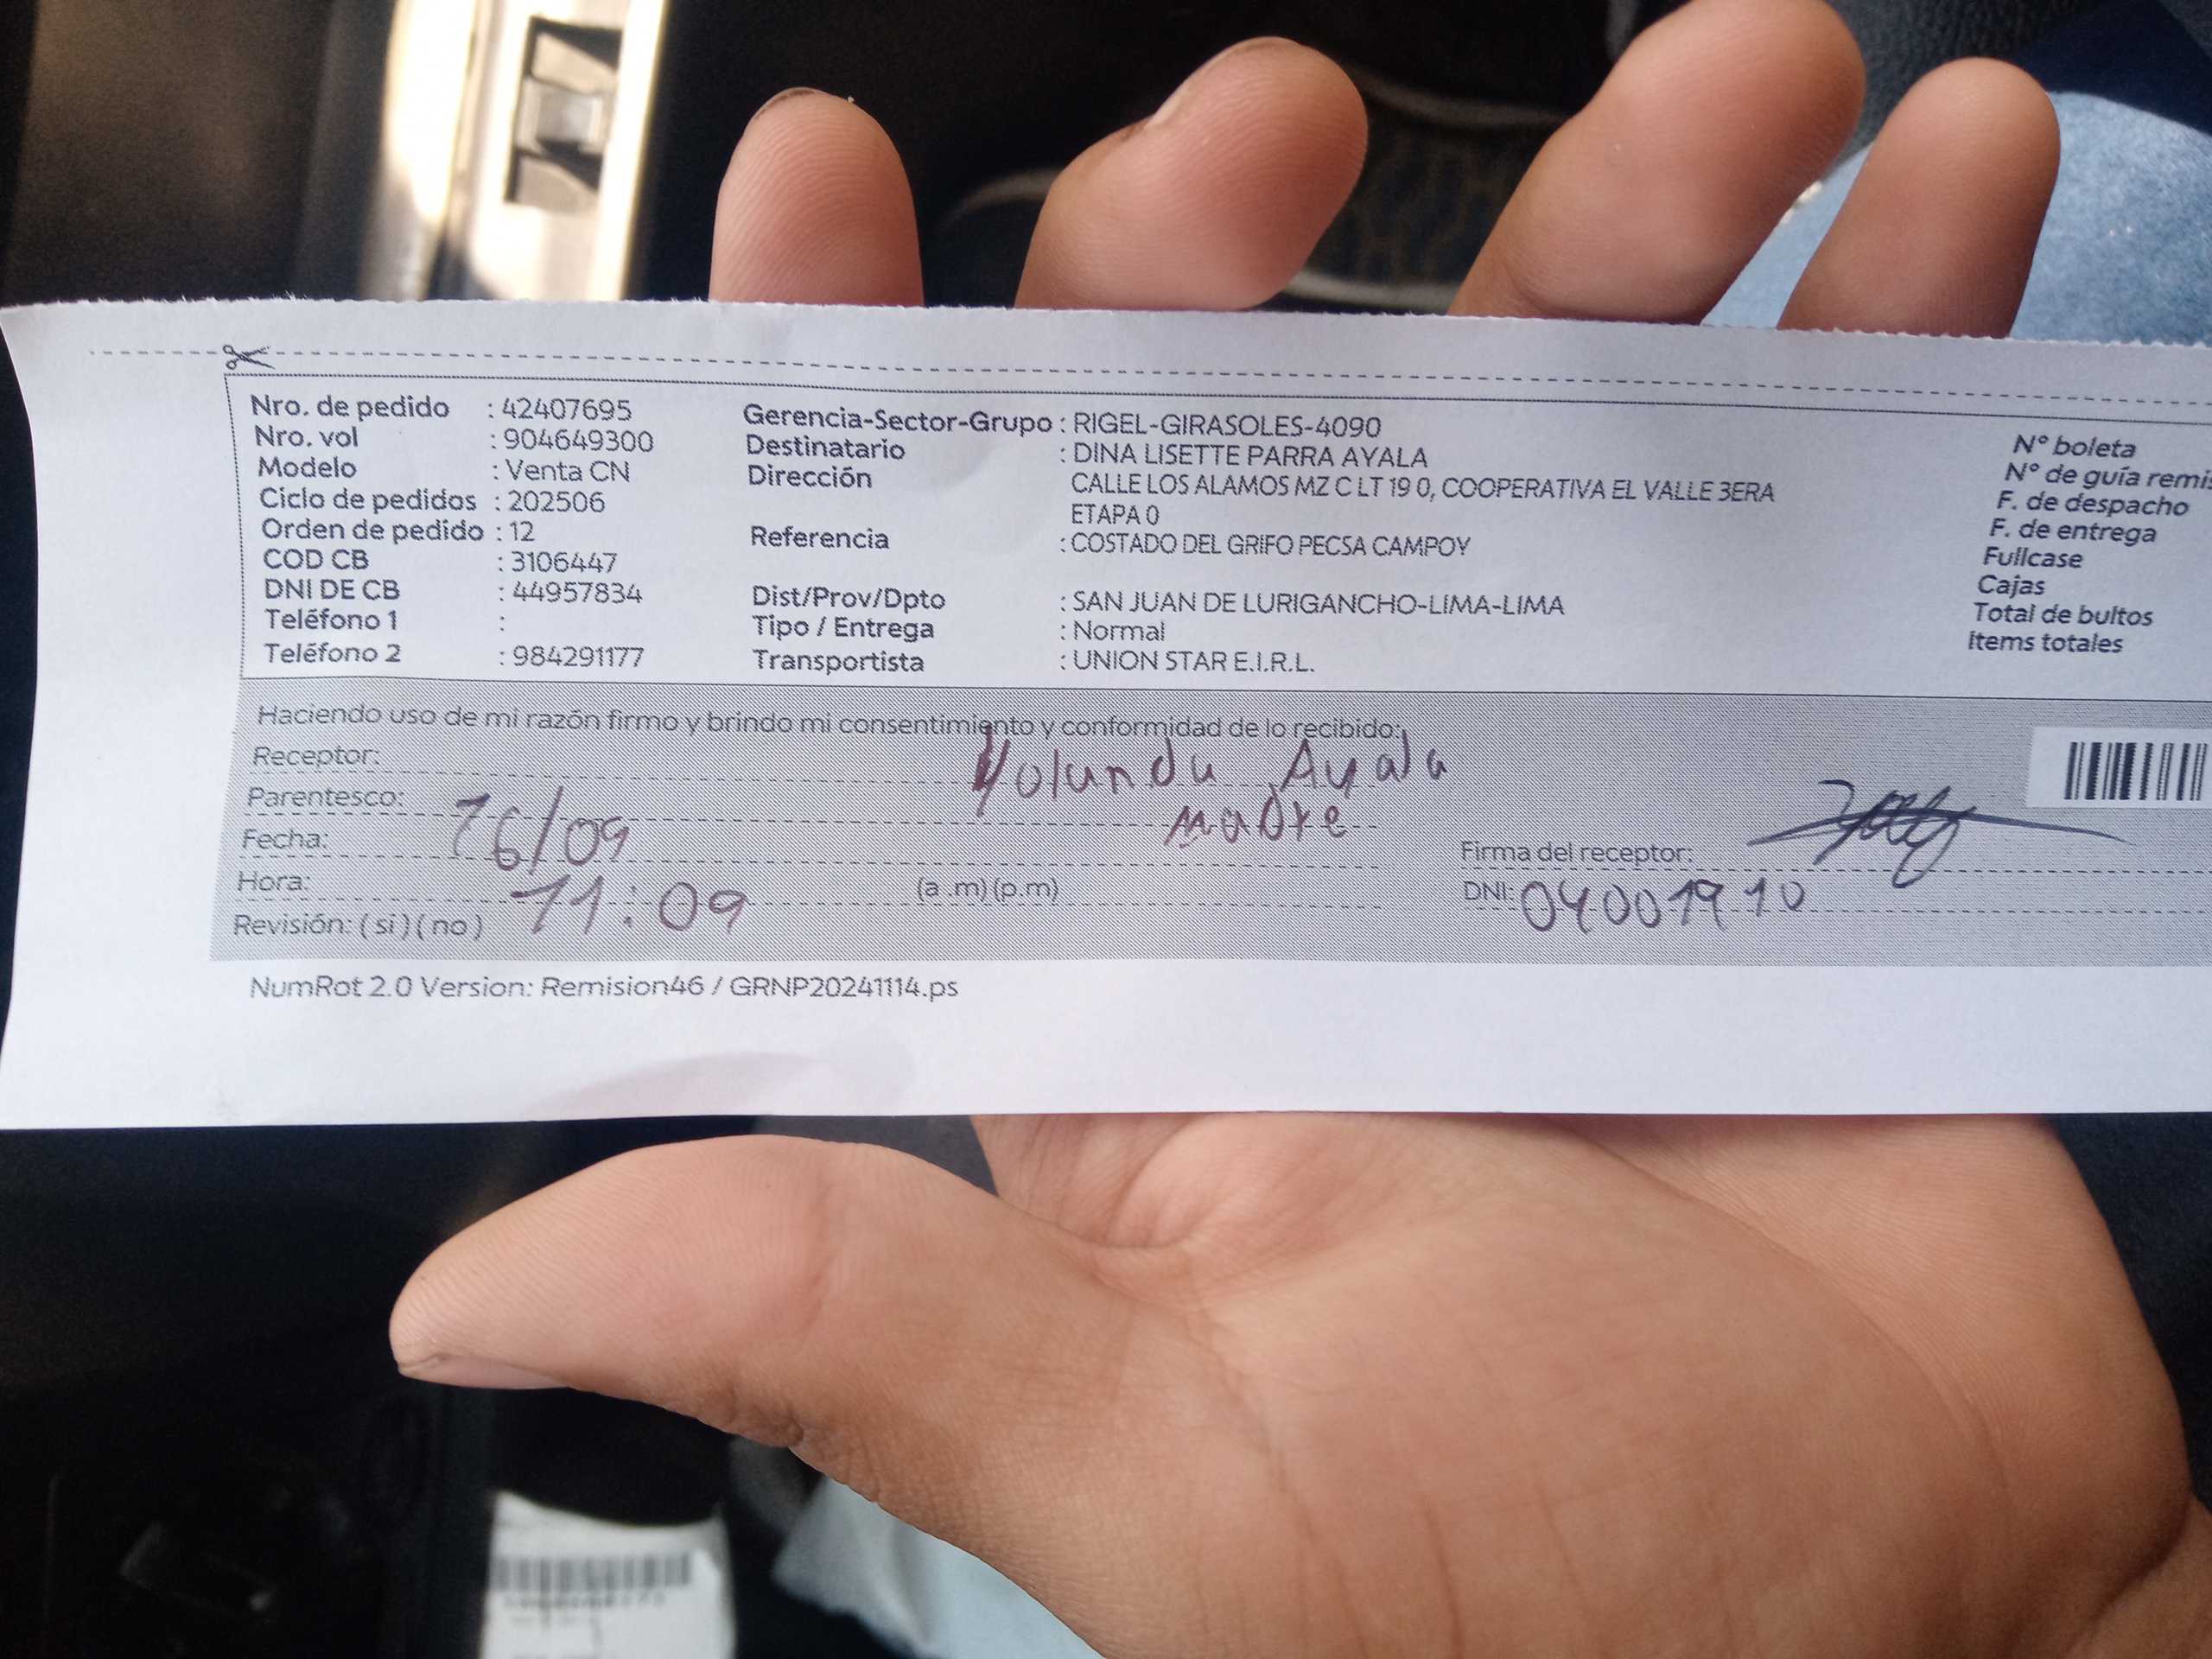 Nro. de pedido : 42407695
Nro. vol : 904649300
Modelo : Venta CN
Ciclo de pedidos : 202506
Orden de pedido : 12
COD CB : 3106447
DNI DE CB : 44957834
Teléfono 1 :
Teléfono 2 : 984291177
Gerencia-Sector-Grupo : RIGEL-GIRASOLES-4090
Destinatario : DINA LISETTE PARRA AYALA
Dirección CALLE LOS ALAMOS MZ C LT 19 0, COOPERATIVA EL VALLE 3ERA
ETAPA 0
Referencia : COSTADO DEL GRIFO PECSA CAMPOY
Dist/Prov/Dpto : SAN JUAN DE LURIGANCHO-LIMA-LIMA
Tipo / Entrega : Normal
Transportista : UNION STAR E.I.R.L.
N° boleta
N° de guía remis
F. de despacho
F. de entrega
Fullcase
Cajas
Total de bultos
Items totales
Haciendo uso de mi razón firmo y brindo mi consentimiento y conformidad de lo recibido:
Receptor: Yolanda Ayala
Parentesco: madre
Fecha: 16/09
Hora: 11:09 (a .m) (p.m)
Revisión: ( si ) ( no )
Firma del receptor:
DNI: 04001910
NumRot 2.0 Version: Remision46 / GRNP20241114.ps